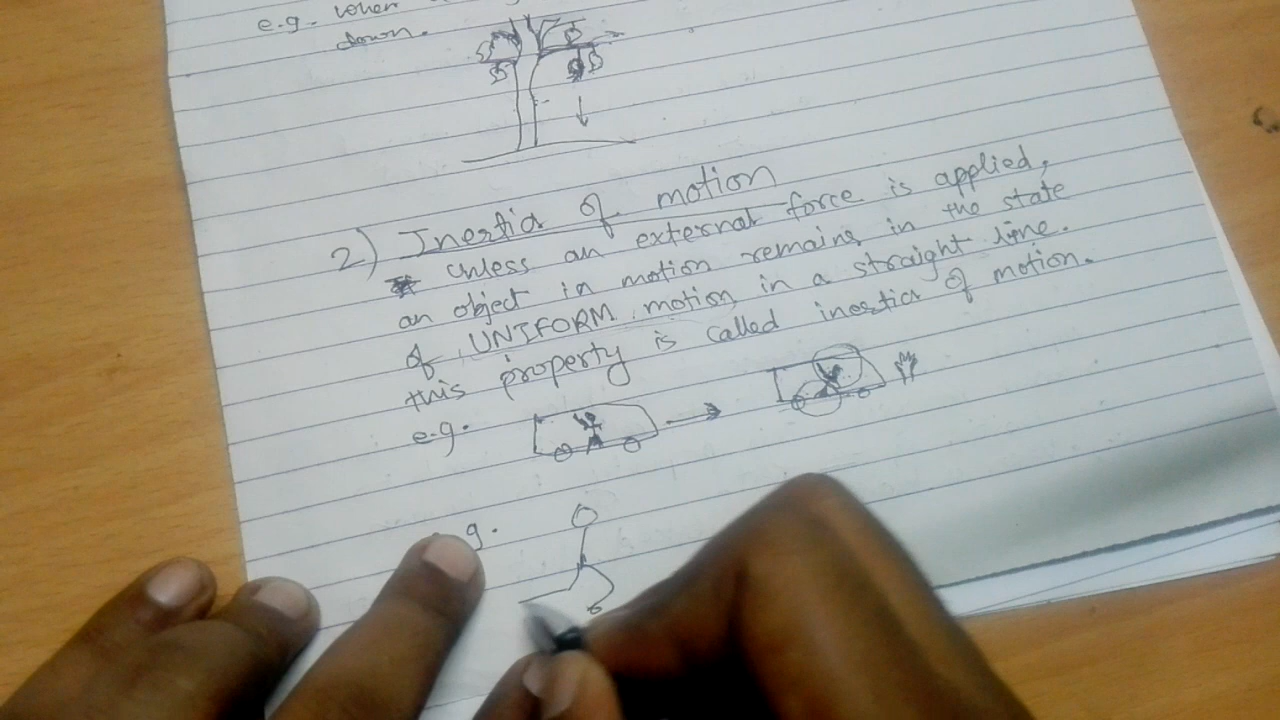 e.g. when
down.
2) Inertia of motion
unless an external force is applied,
an object in motion remains in the state
of UNIFORM motion in a straight line.
this property is called inertia of motion.
e.g.
g.